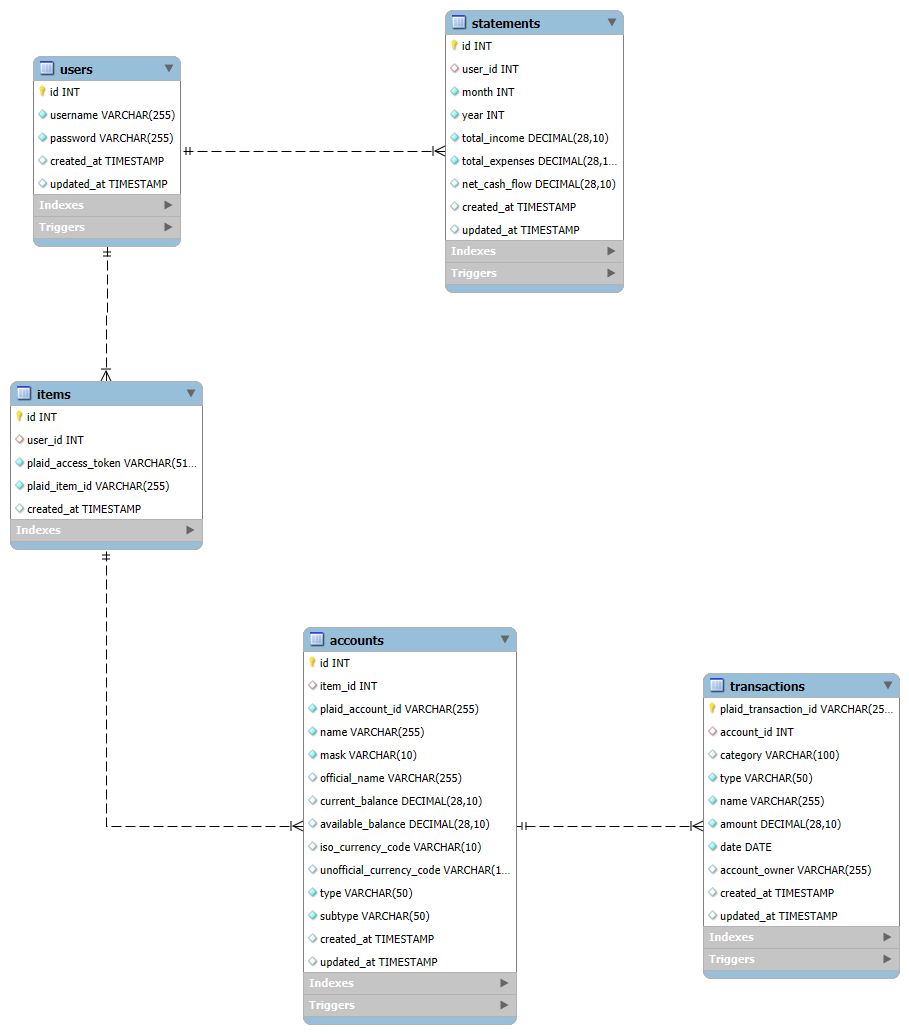 users
id INT
username VARCHAR(255)
password VARCHAR(255)
created_at TIMESTAMP
updated_at TIMESTAMP
Indexes
Triggers
statements
id INT
user_id INT
month INT
year INT
total_income DECIMAL(28,10)
total_expenses DECIMAL(28,1...
net_cash_flow DECIMAL(28,10)
created_at TIMESTAMP
updated_at TIMESTAMP
Indexes
Triggers
items
id INT
user_id INT
plaid_access_token VARCHAR(51...
plaid_item_id VARCHAR(255)
created_at TIMESTAMP
Indexes
accounts
id INT
item_id INT
plaid_account_id VARCHAR(255)
name VARCHAR(255)
mask VARCHAR(10)
official_name VARCHAR(255)
current_balance DECIMAL(28,10)
available_balance DECIMAL(28,10)
iso_currency_code VARCHAR(10)
unofficial_currency_code VARCHAR(1...
type VARCHAR(50)
subtype VARCHAR(50)
created_at TIMESTAMP
updated_at TIMESTAMP
Indexes
Triggers
transactions
plaid_transaction_id VARCHAR(25...
account_id INT
category VARCHAR(100)
type VARCHAR(50)
name VARCHAR(255)
amount DECIMAL(28,10)
date DATE
account_owner VARCHAR(255)
created_at TIMESTAMP
updated_at TIMESTAMP
Indexes
Triggers